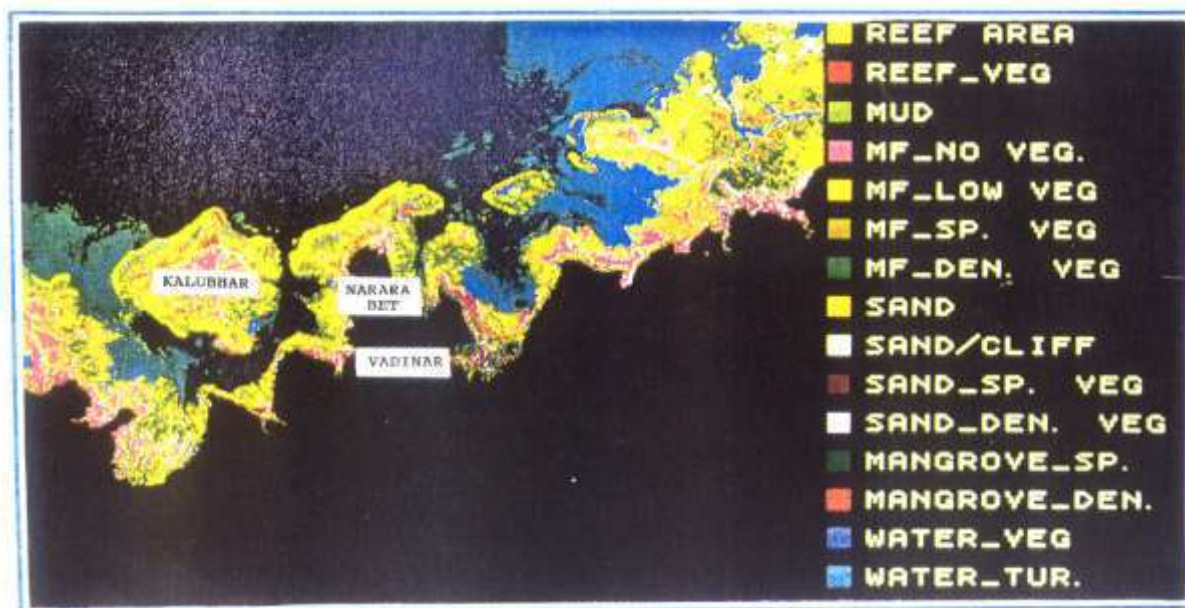 KALUBHAR
NARARA
BET
VADINAR
REEF AREA
REEF_VEG
MUD
MF_NO VEG.
MF_LOW VEG
MF_SP. VEG
MF_DEN. VEG
SAND
SAND/CLIFF
SAND_SP. VEG
SAND_DEN. VEG
MANGROVE_SP.
MANGROVE_DEN.
WATER_VEG
WATER_TUR.